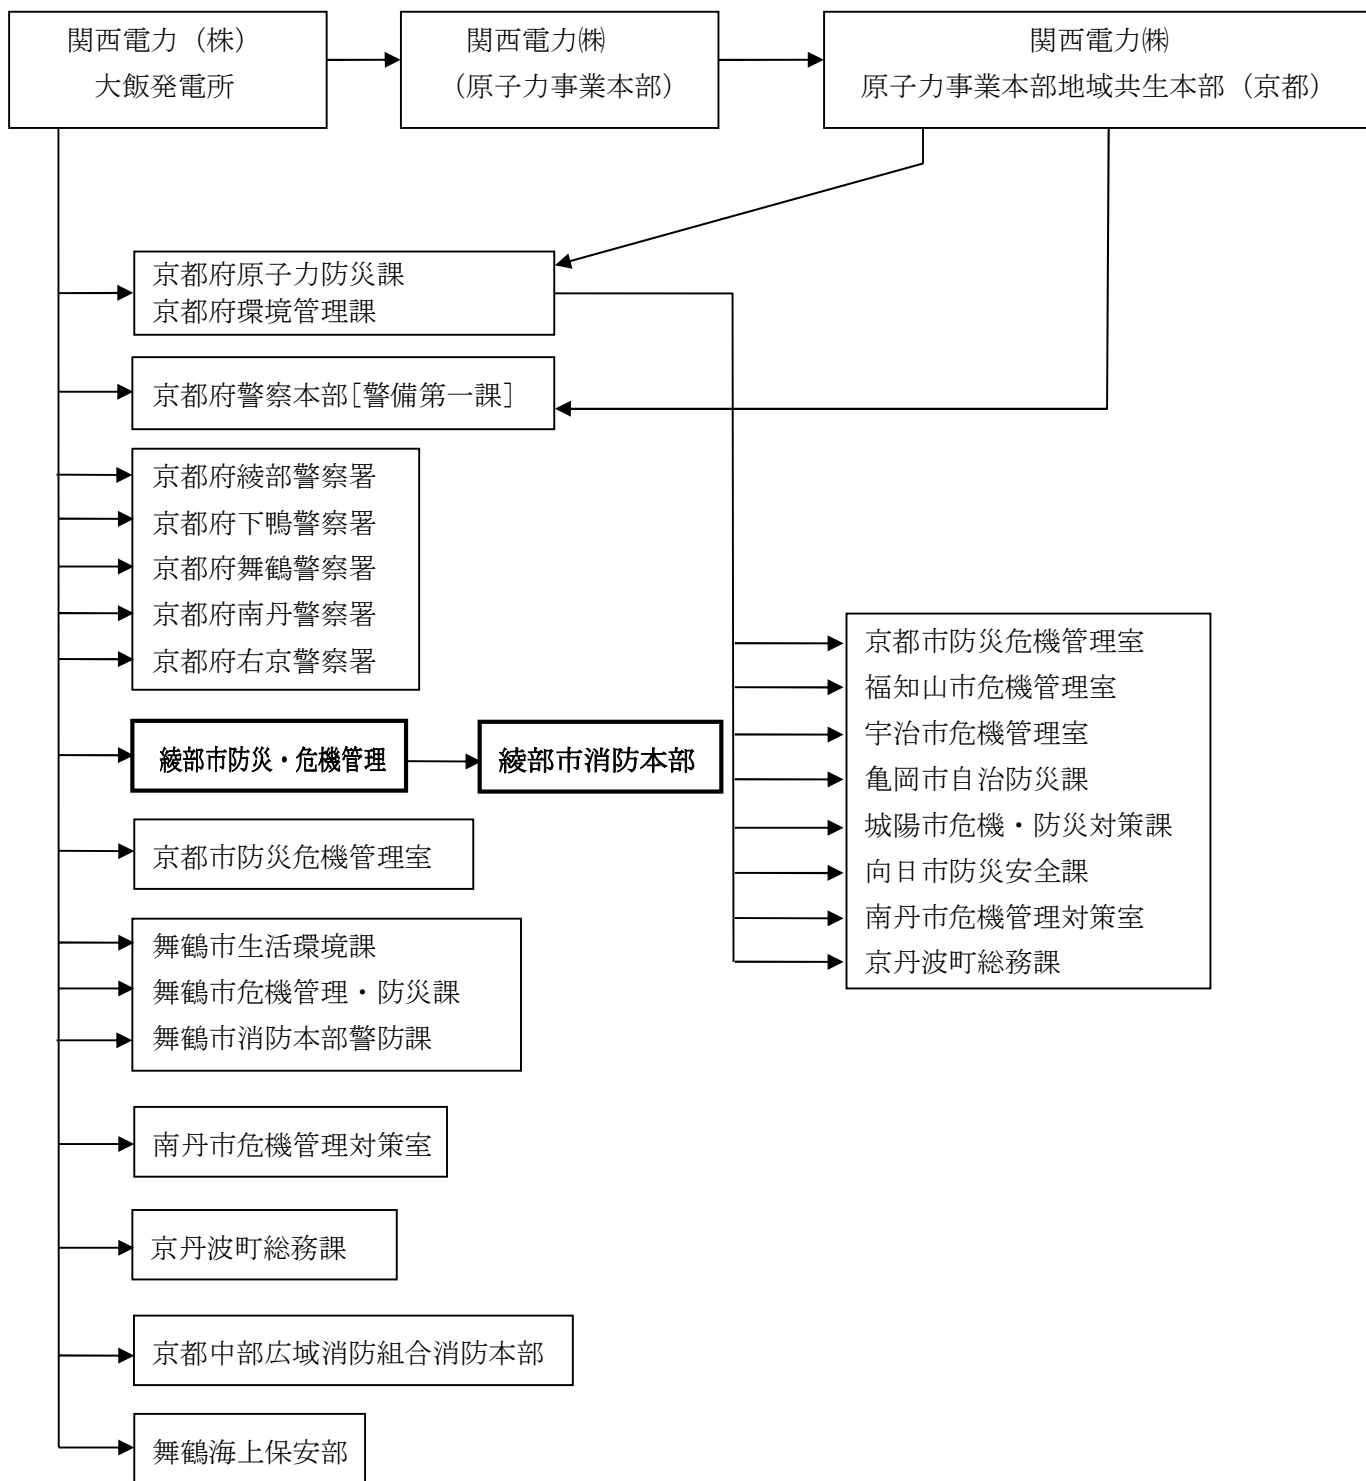 関西電力（株）
大飯発電所
関西電力㈱
（原子力事業本部）
関西電力㈱
原子力事業本部地域共生本部（京都）
京都府原子力防災課
京都府環境管理課
京都府警察本部[警備第一課]
京都府綾部警察署
京都府下鴨警察署
京都府舞鶴警察署
京都府南丹警察署
京都府右京警察署
綾部市防災・危機管理
綾部市消防本部
京都市防災危機管理室
舞鶴市生活環境課
舞鶴市危機管理・防災課
舞鶴市消防本部警防課
南丹市危機管理対策室
京丹波町総務課
京都中部広域消防組合消防本部
舞鶴海上保安部
京都市防災危機管理室
福知山市危機管理室
宇治市危機管理室
亀岡市自治防災課
城陽市危機・防災対策課
向日市防災安全課
南丹市危機管理対策室
京丹波町総務課